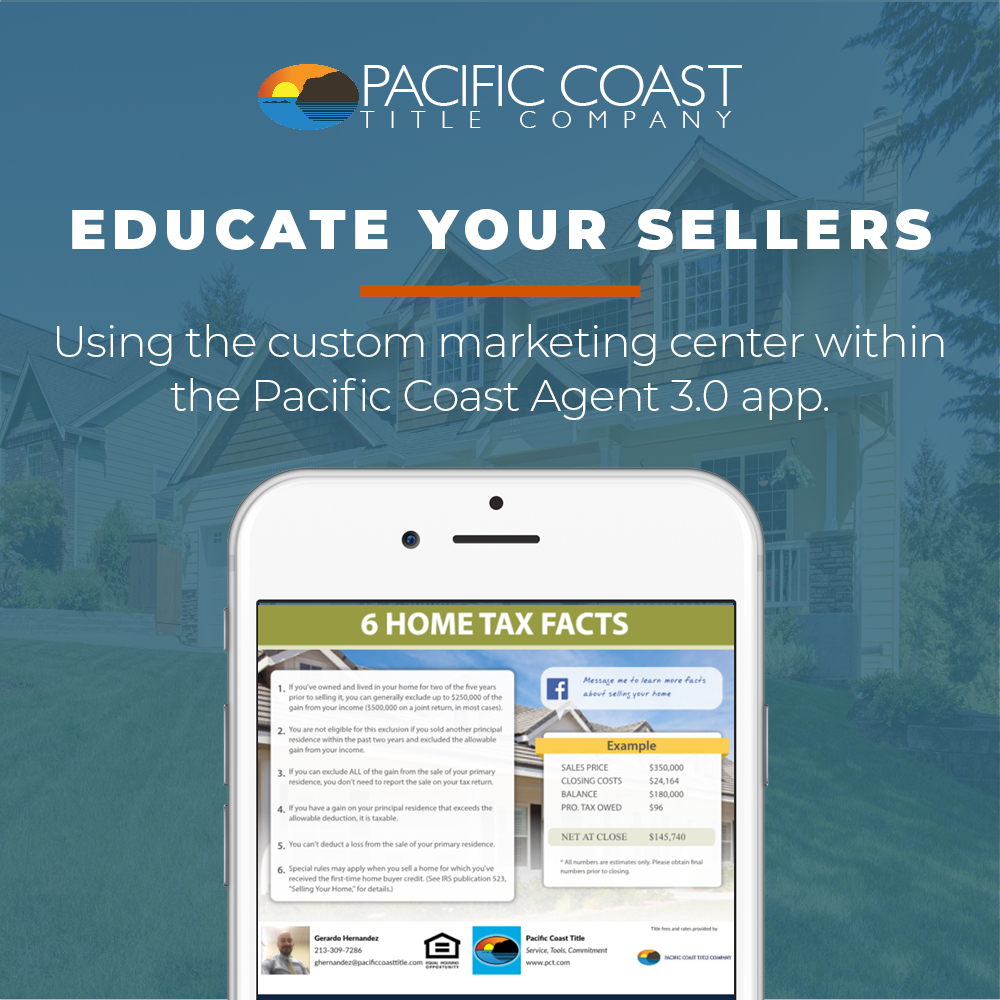 PACIFIC COAST
TITLE COMPANY
EDUCATE YOUR SELLERS
Using the custom marketing center within
the Pacific Coast Agent 3.0 app.
6 HOME TAX FACTS
1. If you've owned and lived in your home for two of the five years
prior to selling it, you can generally exclude up to $250,000 of the
gain from your income ($500,000 on a joint return, in most cases).
2. You are not eligible for this exclusion if you sold another principal
residence within the past two years and excluded the allowable
gain from your income.
3. If you can exclude ALL of the gain from the sale of your primary
residence, you don't need to report the sale on your tax return.
4. If you have a gain on your principal residence that exceeds the
allowable deduction, it is taxable.
5. You can't deduct a loss from the sale of your primary residence.
6. Special rules may apply when you sell a home for which you've
received the first-time home buyer credit. (See IRS publication 523,
"Selling Your Home," for details.)
Message me to learn more facts
about selling your home
Example
SALES PRICE $350,000
CLOSING COSTS $24,164
BALANCE $180,000
PRO. TAX OWED $96
NET AT CLOSE $145,740
* All numbers are estimates only. Please obtain final
numbers prior to closing.
Gerardo Hernandez
213-309-7286
ghernandez@pacificcoasttitle.com
EQUAL HOUSING
OPPORTUNITY
Pacific Coast Title
Service, Tools, Commitment
www.pct.com
Title fees and rates provided by
PACIFIC COAST TITLE COMPANY